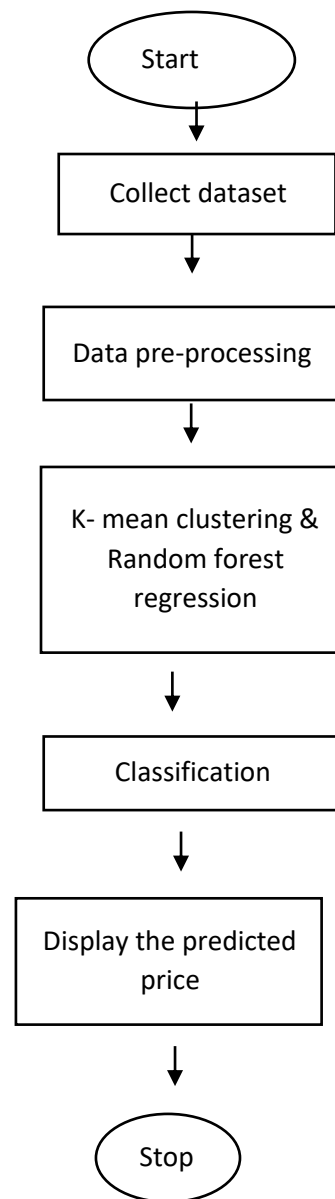 Start
Collect dataset
Data pre-processing
K- mean clustering &
Random forest
regression
Classification
Display the predicted
price
Stop